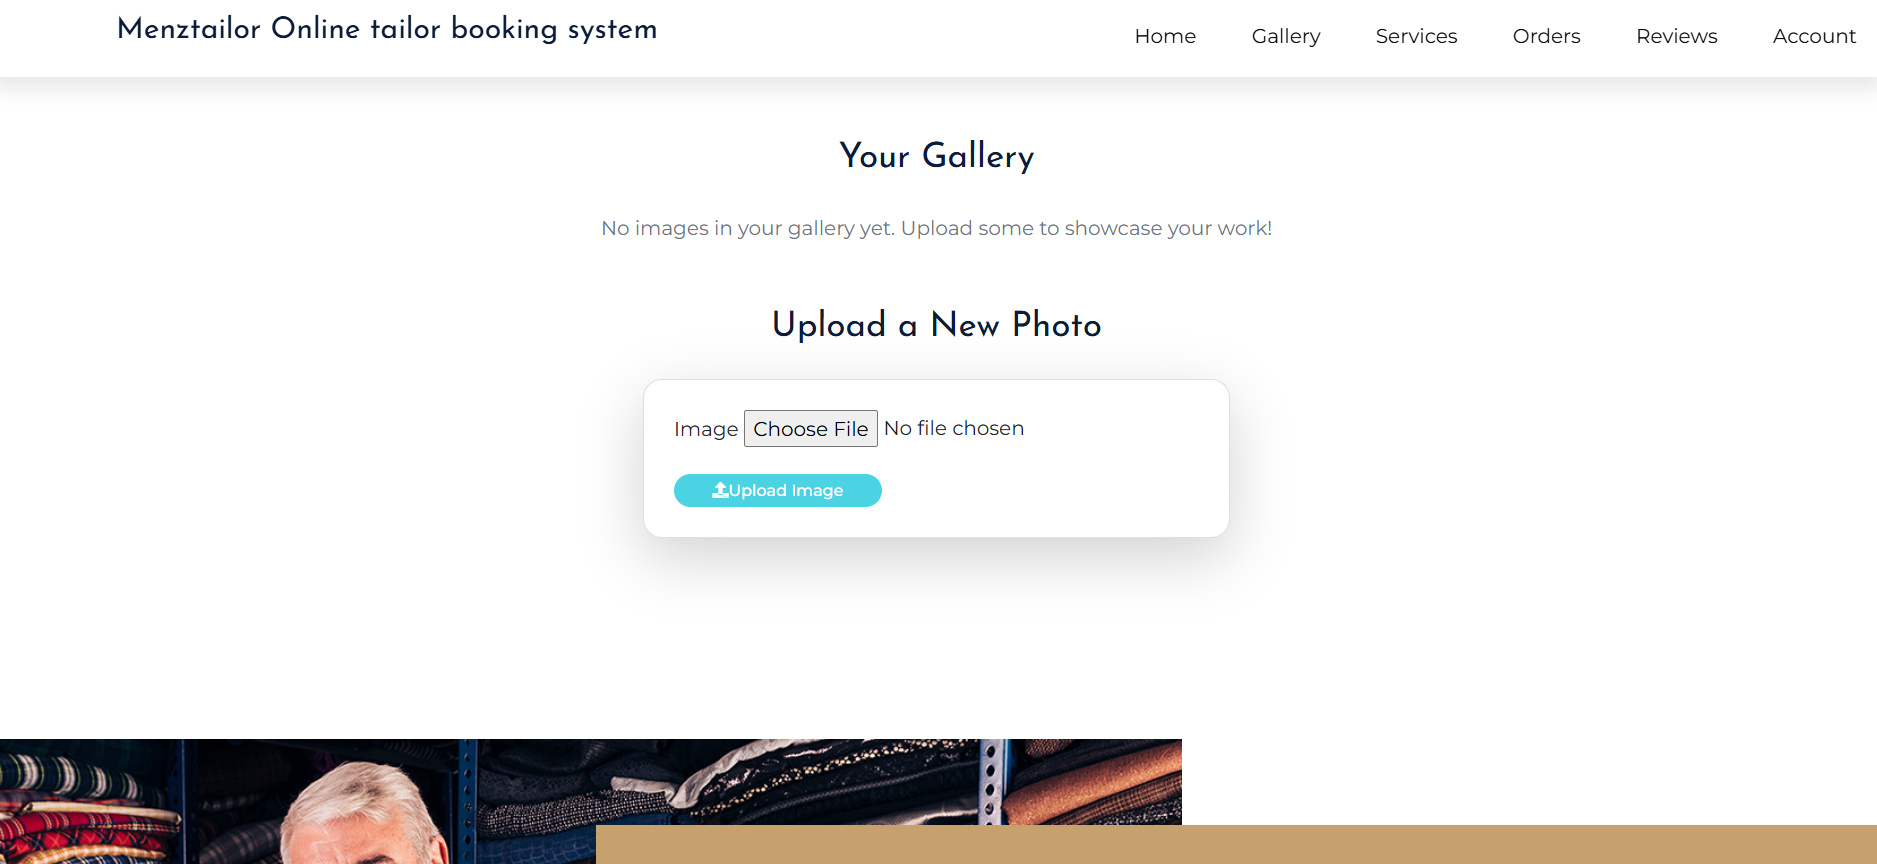 Menztailor Online tailor booking system
Home Gallery Services Orders Reviews Account
Your Gallery
No images in your gallery yet. Upload some to showcase your work!
Upload a New Photo
Image Choose File No file chosen
Upload Image